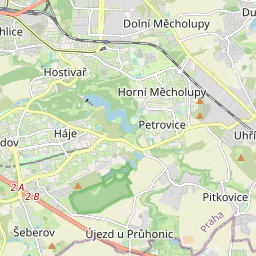 Du
Dolní Měcholupy
hlice
Hostivař
Horní Měcholupy
Petrovice
Háje
Uhří
dov
2 A
2 B
Pitkovice
Praha
Šeberov
Újezd u Průhonic